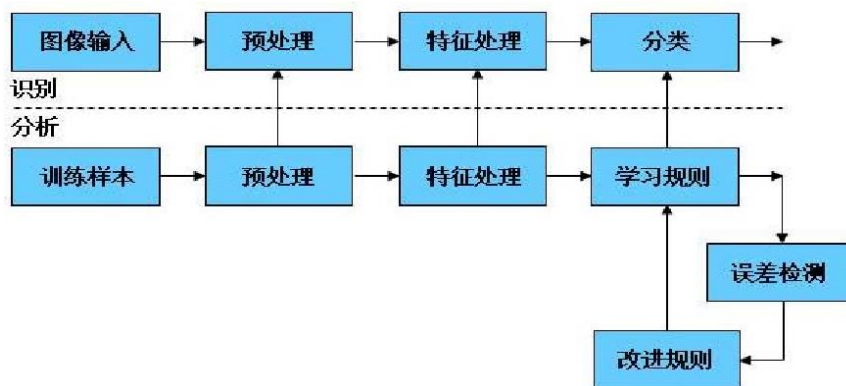 图像输入
预处理
特征处理
分类
识别
分析
训练样本
预处理
特征处理
学习规则
误差检测
改进规则